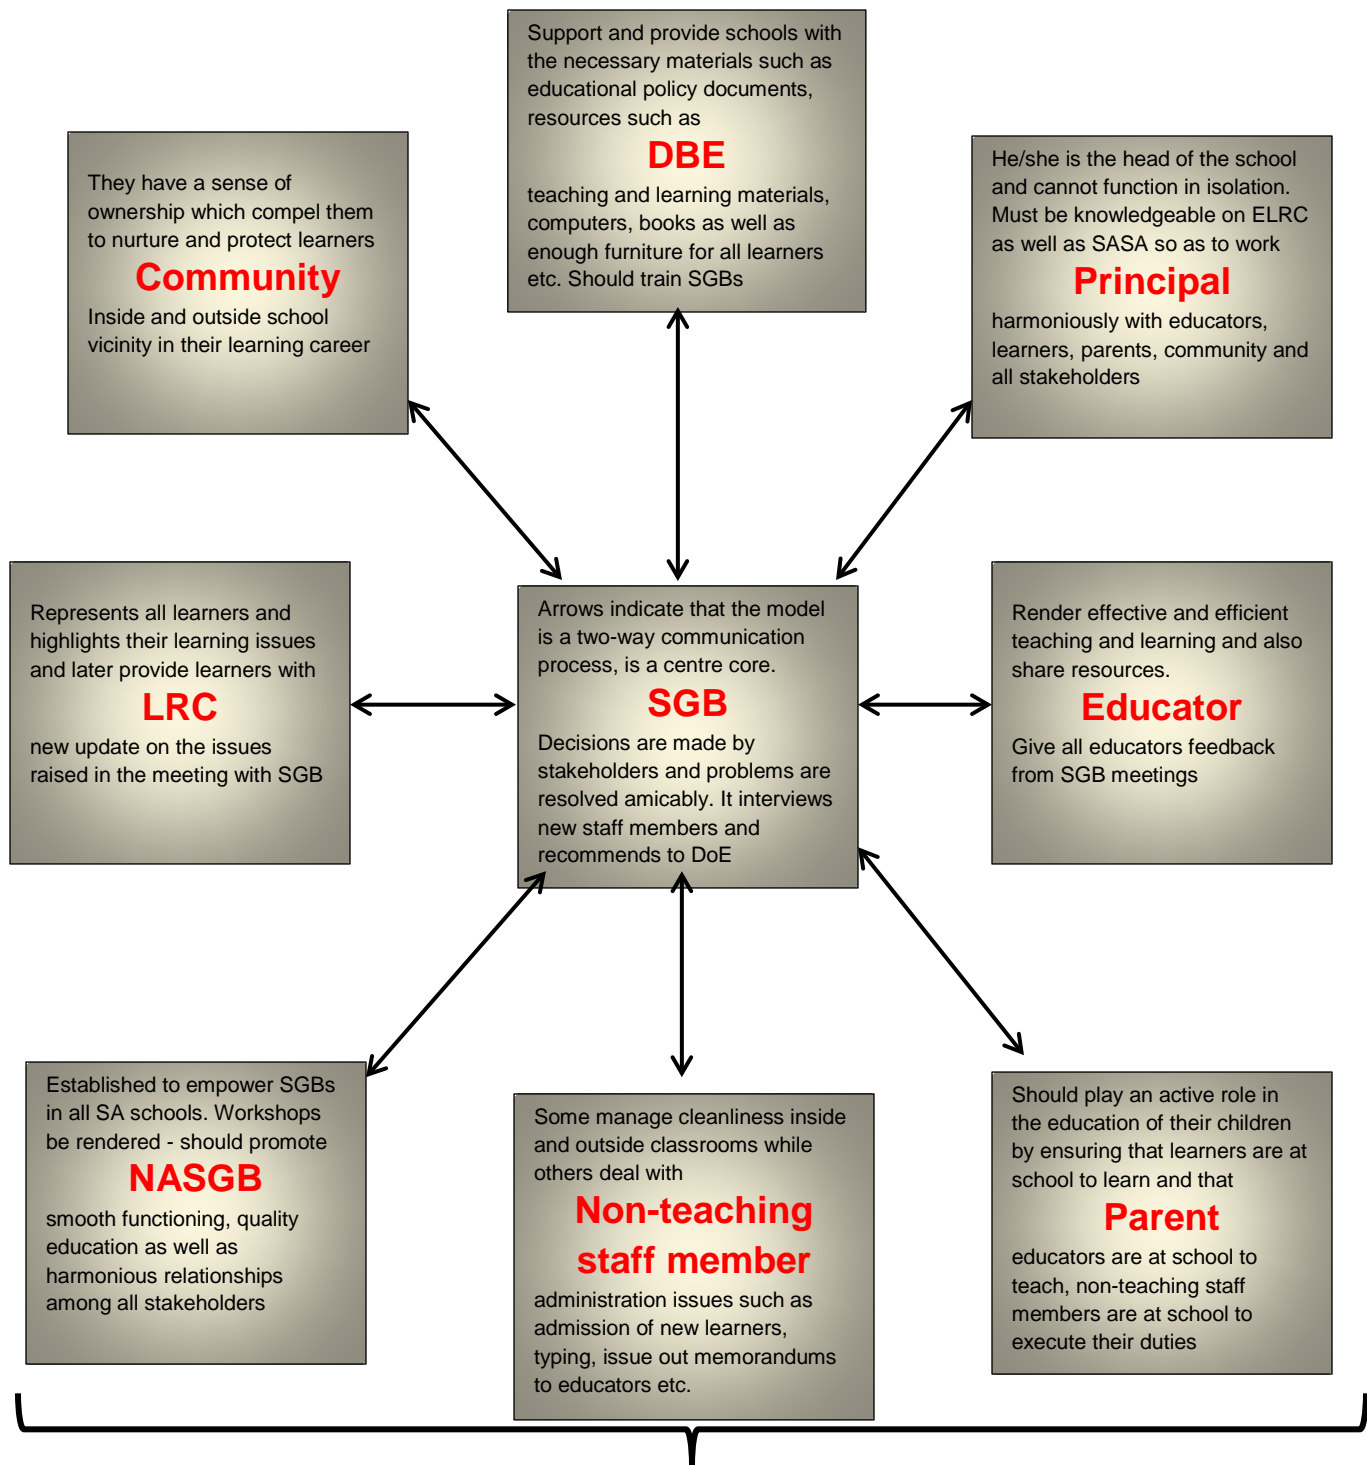 Support and provide schools with
the necessary materials such as
educational policy documents,
resources such as
DBE
teaching and learning materials,
computers, books as well as
enough furniture for all learners
etc. Should train SGBs
They have a sense of
ownership which compel them
to nurture and protect learners
Community
Inside and outside school
vicinity in their learning career
He/she is the head of the school
and cannot function in isolation.
Must be knowledgeable on ELRC
as well as SASA so as to work
Principal
harmoniously with educators,
learners, parents, community and
all stakeholders
Represents all learners and
highlights their learning issues
and later provide learners with
LRC
new update on the issues
raised in the meeting with SGB
Arrows indicate that the model
is a two-way communication
process, is a centre core.
SGB
Decisions are made by
stakeholders and problems are
resolved amicably. It interviews
new staff members and
recommends to DoE
Render effective and efficient
teaching and learning and also
share resources.
Educator
Give all educators feedback
from SGB meetings
Established to empower SGBs
in all SA schools. Workshops
be rendered - should promote
NASGB
smooth functioning, quality
education as well as
harmonious relationships
among all stakeholders
Some manage cleanliness inside
and outside classrooms while
others deal with
Non-teaching
staff member
administration issues such as
admission of new learners,
typing, issue out memorandums
to educators etc.
Should play an active role in
the education of their children
by ensuring that learners are at
school to learn and that
Parent
educators are at school to
teach, non-teaching staff
members are at school to
execute their duties